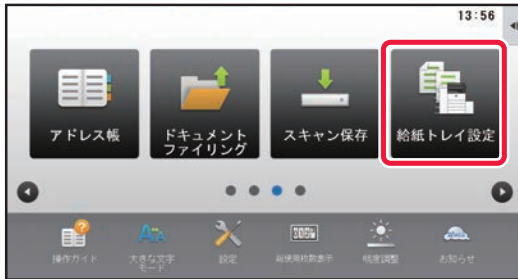 13:56
アドレス帳
ドキュメント
ファイリング
スキャン保存
給紙トレイ設定
操作ガイド
大きな文字
モード
設定
総使用枚数表示
明度調整
お知らせ